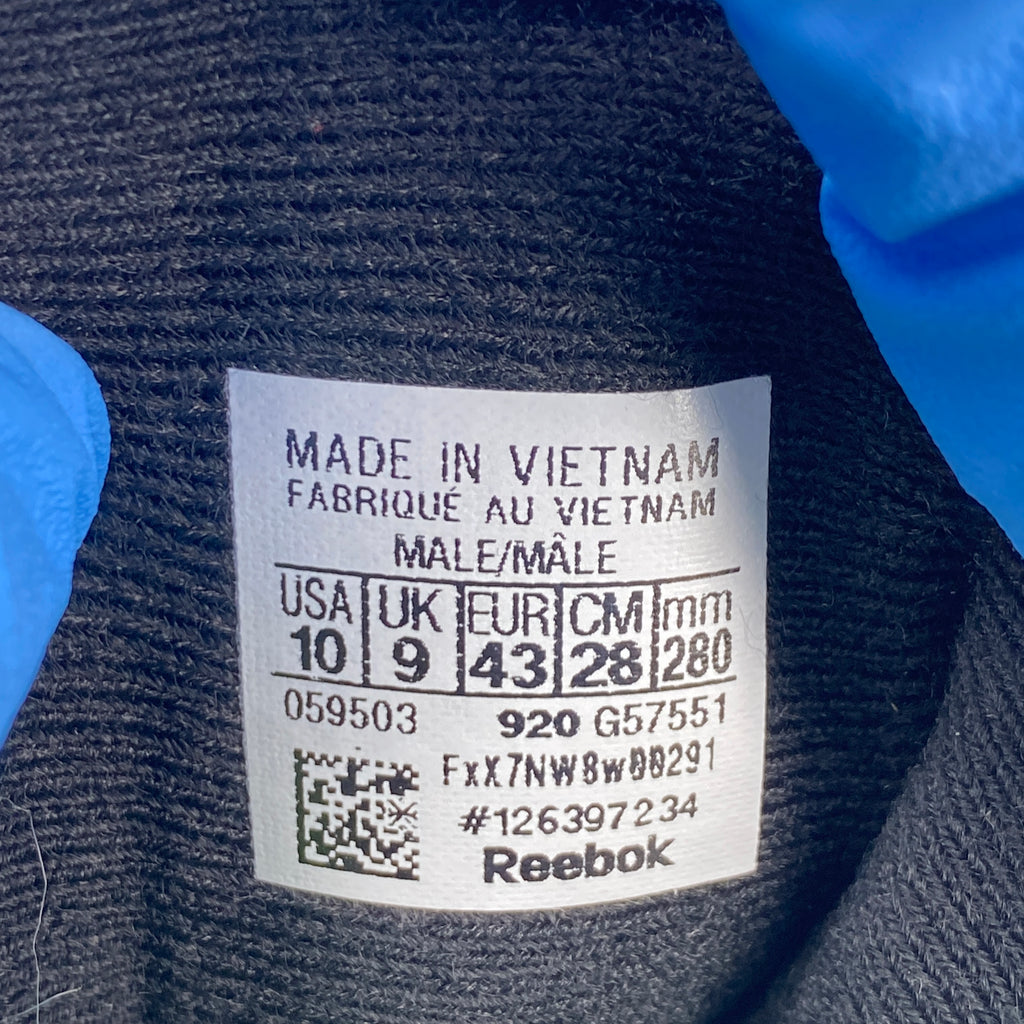 MADE IN VIETNAM
FABRIQUÉ AU VIETNAM
MALE/MÂLE
USA UK EUR CM mm
10 9 43 28 280
059503 920 G57551
FxX7NW8w00291
#126397234
Reebok